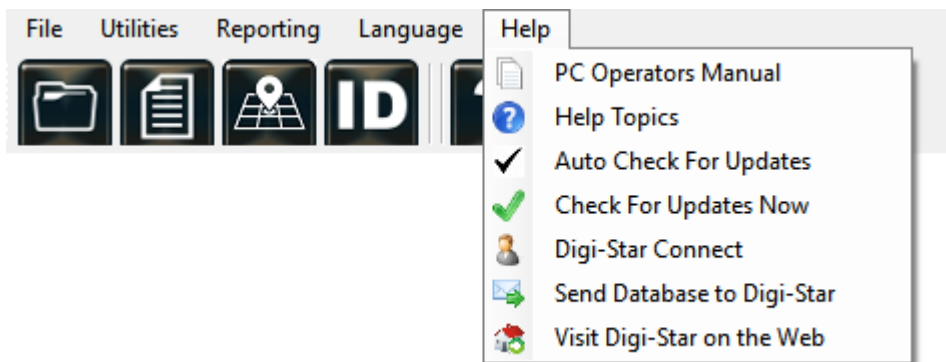 File Utilities Reporting Language Help
ID
PC Operators Manual
Help Topics
Auto Check For Updates
Check For Updates Now
Digi-Star Connect
Send Database to Digi-Star
Visit Digi-Star on the Web